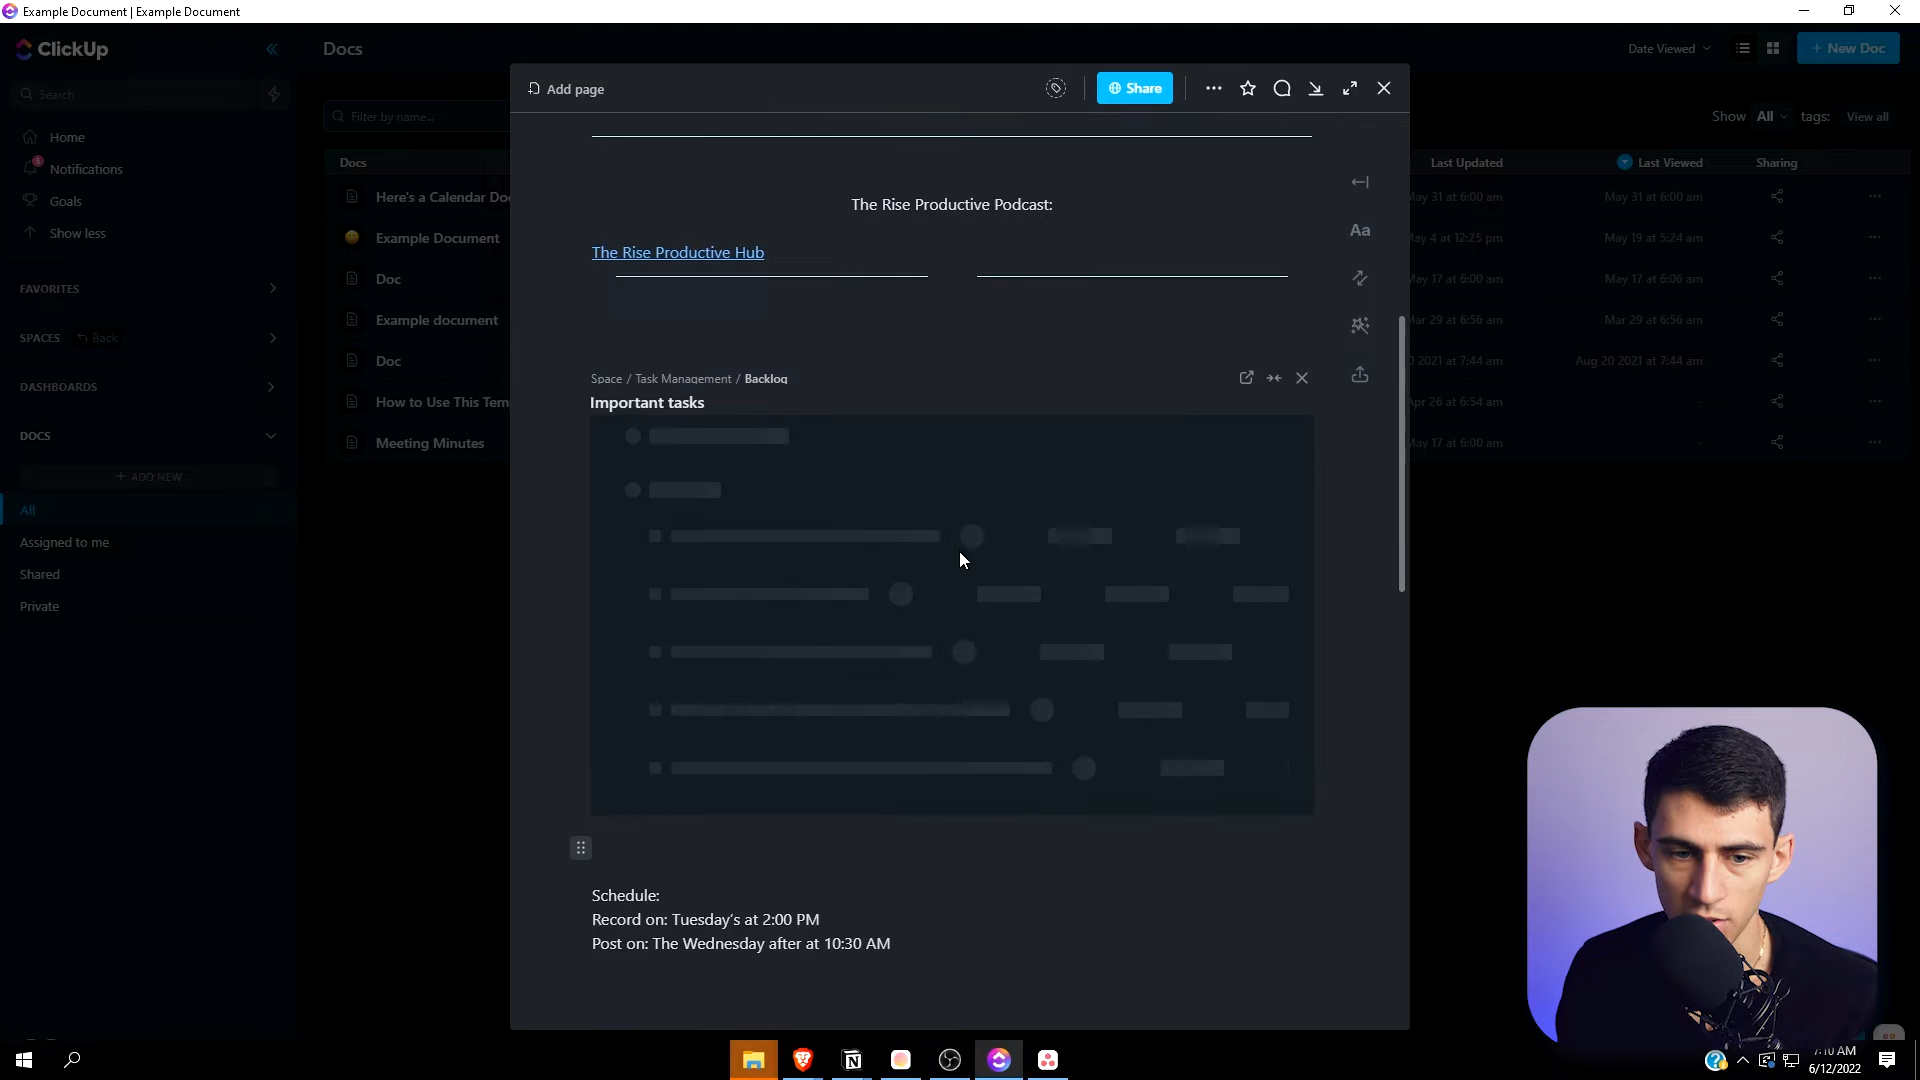 Example Document | Example Document
ClickUp
Docs
Date Viewed
+ New Doc
Search
Add page
Share
Filter by name...
Show All tags: View all
Home
Notifications
Goals
Show less
Docs
Last Updated
Last Viewed
Sharing
Here's a Calendar Do
May 31 at 6:00 am
May 31 at 6:00 am
Example Document
May 4 at 12:25 pm
May 19 at 5:24 am
Doc
May 17 at 6:00 am
May 17 at 6:06 am
Example document
Mar 29 at 6:56 am
Mar 29 at 6:56 am
Doc
2021 at 7:44 am
Aug 20 2021 at 7:44 am
How to Use This Tem
Apr 26 at 6:54 am
-
Meeting Minutes
May 17 at 6:00 am
-
FAVORITES
SPACES Back
DASHBOARDS
DOCS
+ ADD NEW
All
Assigned to me
Shared
Private
The Rise Productive Podcast:
The Rise Productive Hub
Aa
Space / Task Management / Backlog
Important tasks
Schedule:
Record on: Tuesday's at 2:00 PM
Post on: The Wednesday after at 10:30 AM
7:10 AM
6/12/2022